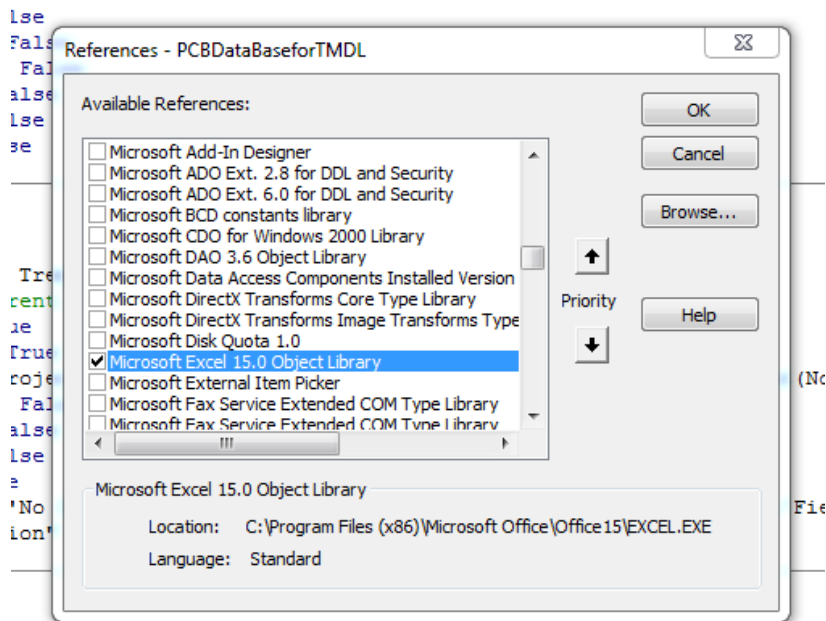 lse
False
References - PCBDataBaseforTMDL
Fal
alse
Available References:
OK
lse
se
Microsoft Add-In Designer
Cancel
Microsoft ADO Ext. 2.8 for DDL and Security
Microsoft ADO Ext. 6.0 for DDL and Security
Microsoft BCD constants library
Browse...
Microsoft CDO for Windows 2000 Library
Microsoft DAO 3.6 Object Library
Tre
Microsoft Data Access Components Installed Version
rent
Microsoft DirectX Transforms Core Type Library
Priority
ue
Microsoft DirectX Transforms Image Transforms Type
Help
Microsoft Disk Quota 1.0
True
Microsoft Excel 15.0 Object Library
roje
Microsoft External Item Picker
(No
Fal
Microsoft Fax Service Extended COM Type Library
alse
Microsoft Fax Service Extended COM Type Library
lse
e
Microsoft Excel 15.0 Object Library
"No
Fie
Location: C:\Program Files (x86)\Microsoft Office\Office15\EXCEL.EXE
ion"
Language: Standard